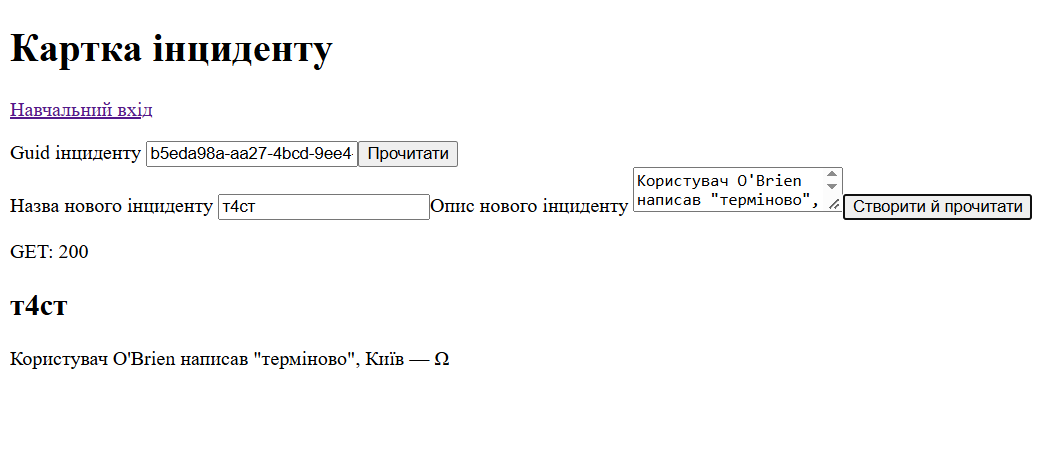 Картка інциденту
Навчальний вхід
Guid інциденту b5eda98a-aa27-4bcd-9ee4- Прочитати
Назва нового інциденту т4ст Опис нового інциденту Користувач O'Brien написав "терміново", Створити й прочитати
GET: 200
т4ст
Користувач O'Brien написав "терміново", Київ — Ω